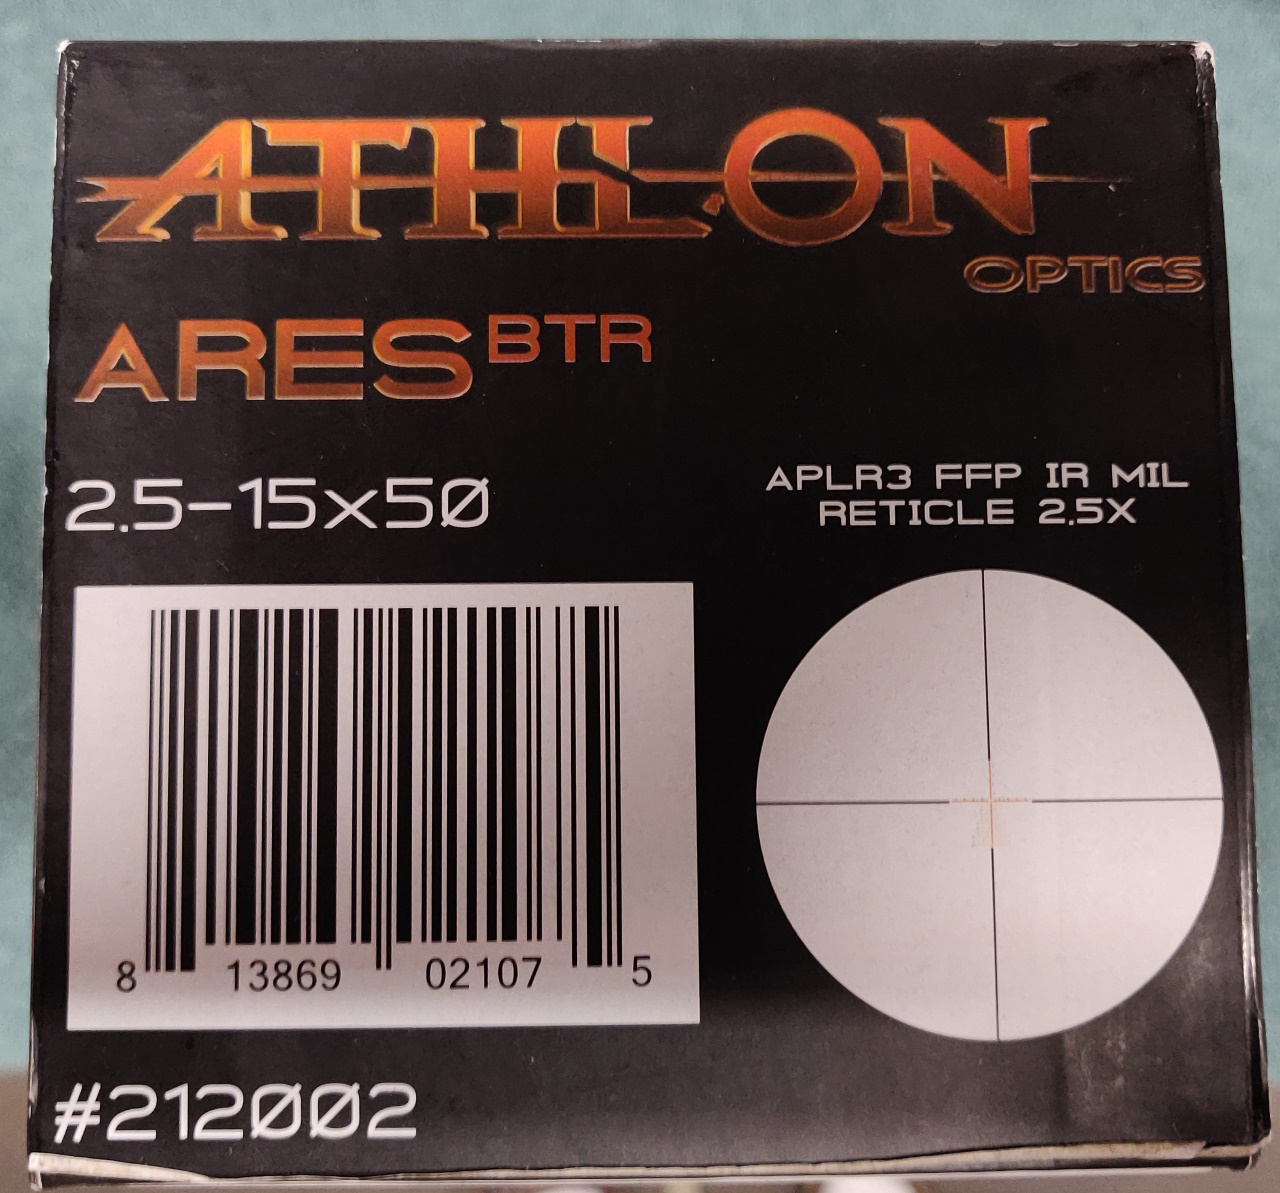 ATHLON
OPTICS
ARES BTR
2.5-15x50
APLR3 FFP IR MIL
RETICLE 2.5X
8 13869 02107 5
#212002